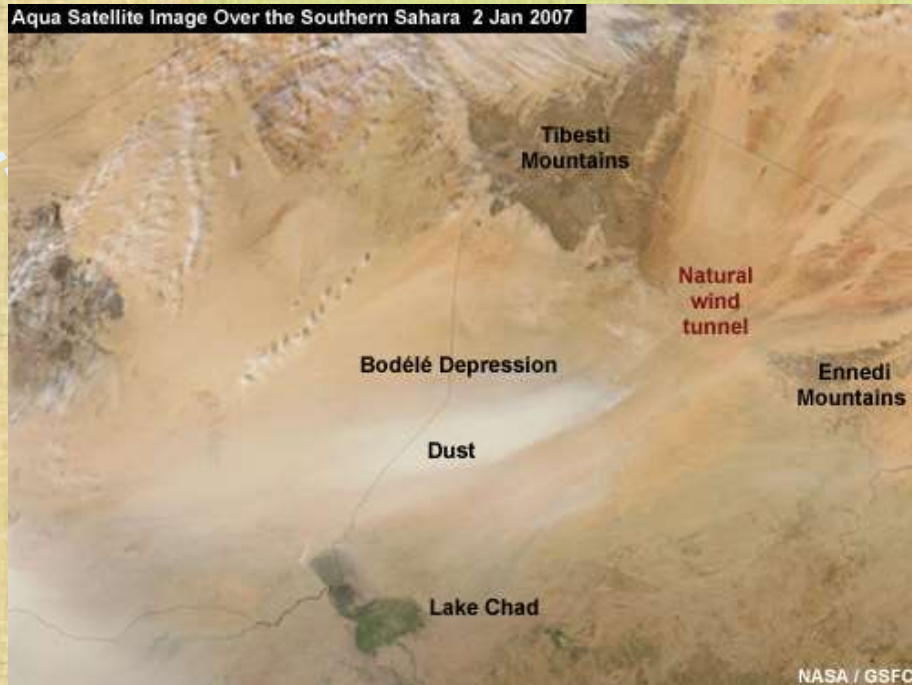 Aqua Satellite Image Over the Southern Sahara 2 Jan 2007
Tibesti
Mountains
Natural
wind
tunnel
Bodélé Depression
Ennedi
Mountains
Dust
Lake Chad
NASA / GSFC